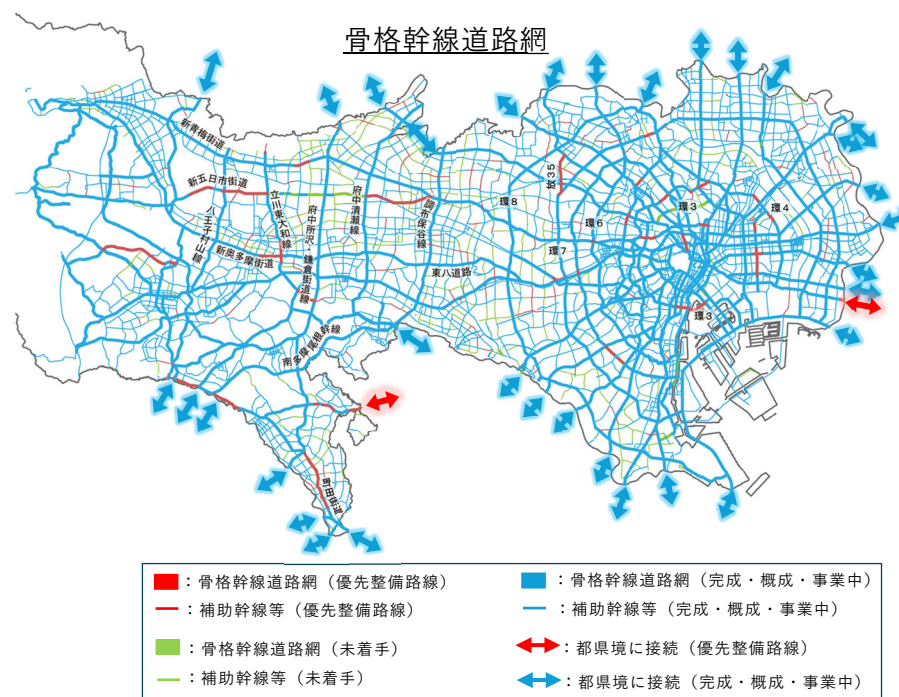 骨格幹線道路網
新青梅街道
新五日市街道
立川東大和線
府中所沢・鎌倉街道線
府中清瀬線
調布保谷線
八王子村山線
新奥多摩街道
東八道路
南多摩尾根幹線
町田街道
放35
環8
環7
環6
環3
環4
環3
：骨格幹線道路網（優先整備路線）
：補助幹線等（優先整備路線）
：骨格幹線道路網（未着手）
：補助幹線等（未着手）
：骨格幹線道路網（完成・概成・事業中）
：補助幹線等（完成・概成・事業中）
：都県境に接続（優先整備路線）
：都県境に接続（完成・概成・事業中）